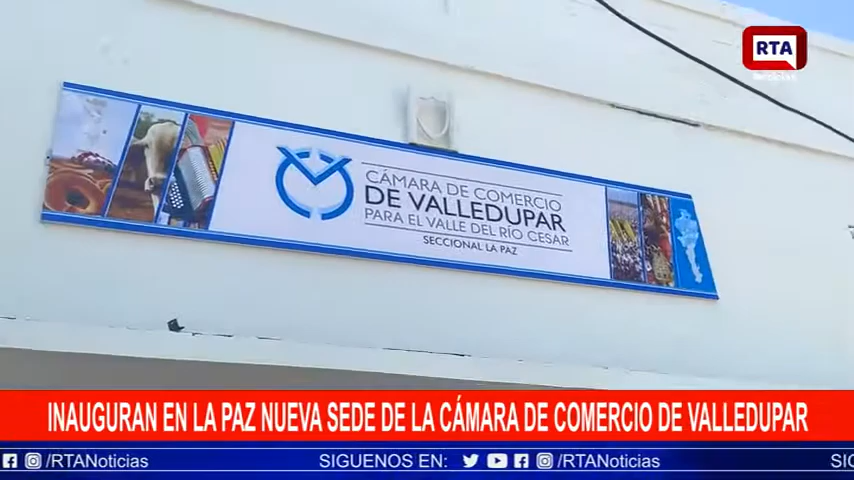 RTA
Noticias
CÁMARA DE COMERCIO
DE VALLEDUPAR
PARA EL VALLE DEL RÍO CESAR
SECCIONAL LA PAZ
INAUGURAN EN LA PAZ NUEVA SEDE DE LA CÁMARA DE COMERCIO DE VALLEDUPAR
/RTANoticias SIGUENOS EN: /RTANoticias SIG